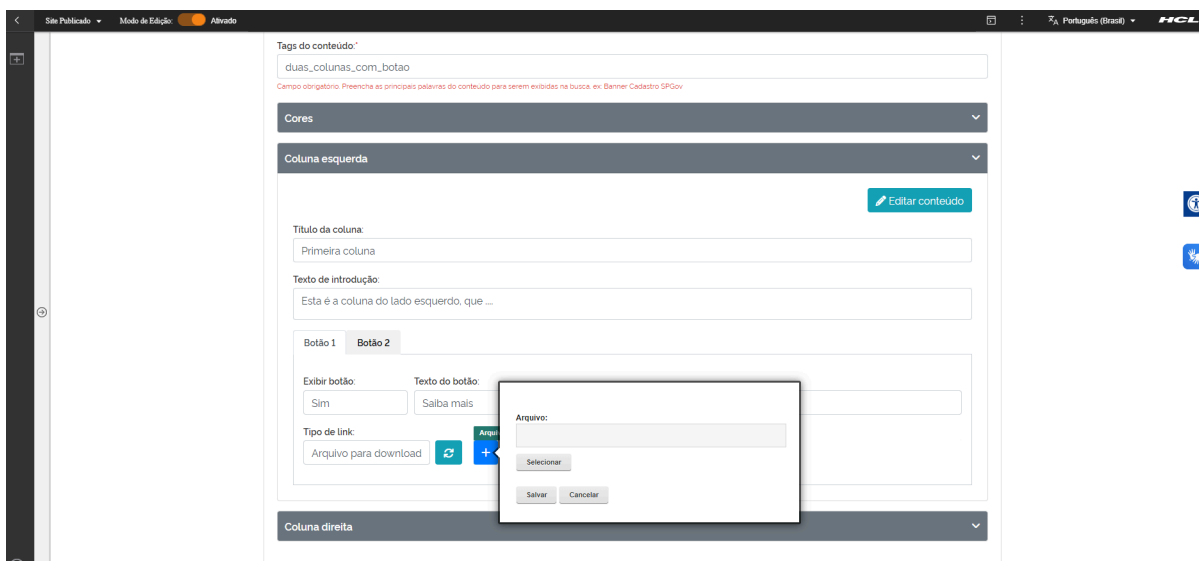 Site Publicado Modo de Edição: Ativado Português (Brasil) HCL
Tags do conteúdo:*
duas_colunas_com_botao
Campo obrigatório. Preencha as principais palavras do conteúdo para serem exibidas na busca, ex: Banner Cadastro SPGov
Cores
Coluna esquerda
Editar conteúdo
Título da coluna:
Primeira coluna
Texto de introdução:
Esta é a coluna do lado esquerdo, que ....
Botão 1 Botão 2
Exibir botão: Texto do botão:
Sim Saiba mais
Tipo de link:
Arquivo para download
Arquivo:
Selecionar
Salvar Cancelar
Coluna direita